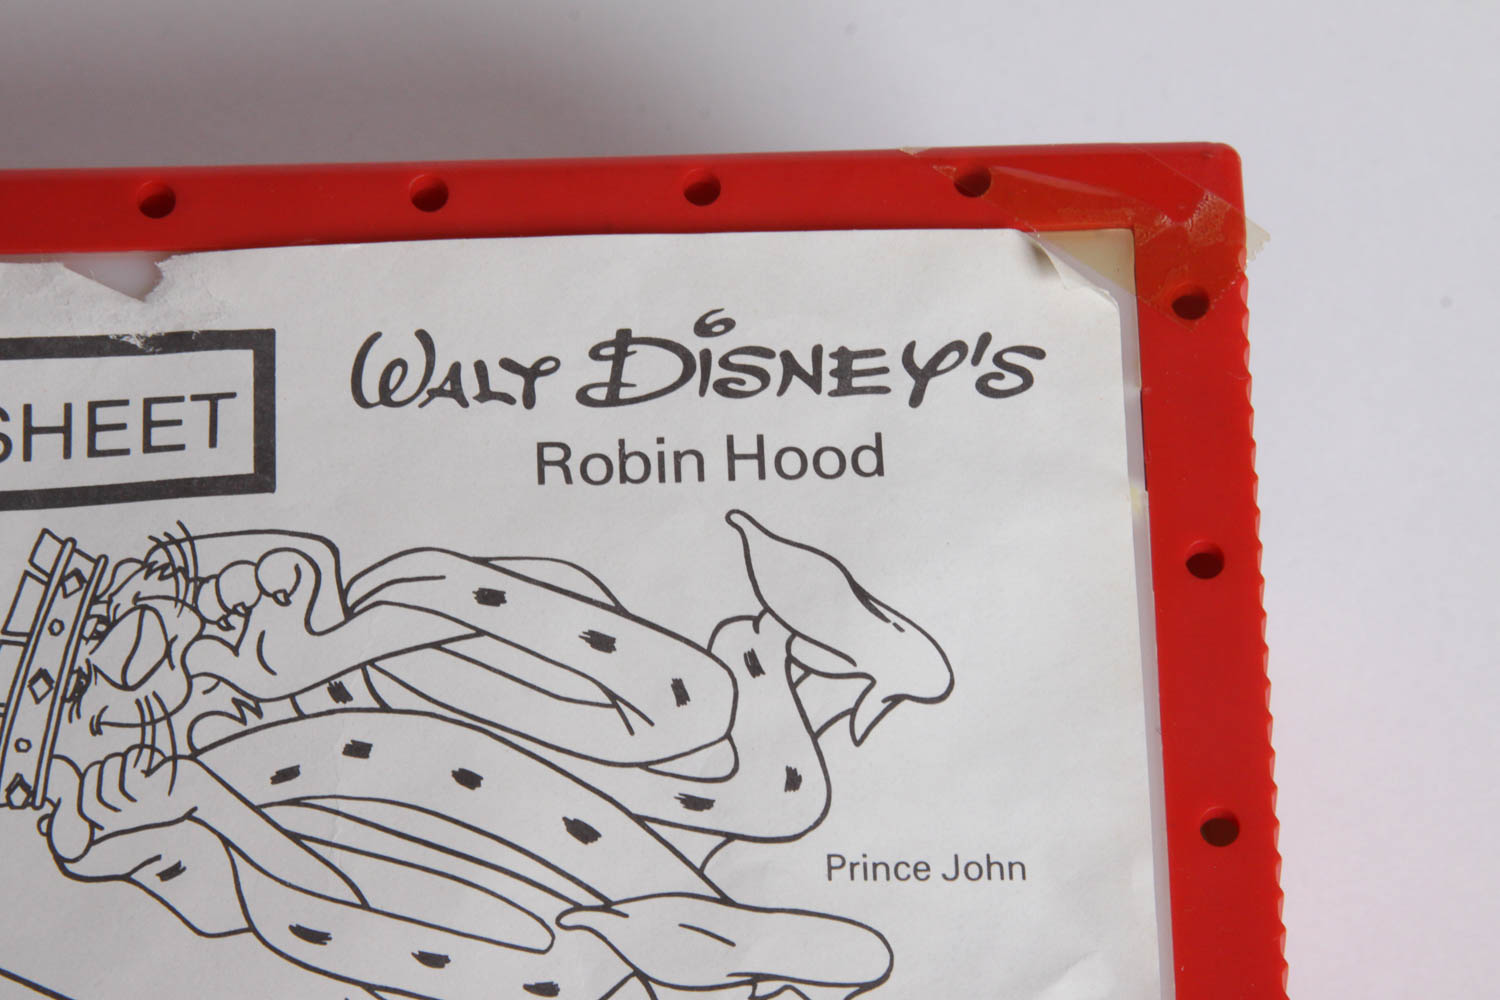 SHEET
WALT DISNEY'S
Robin Hood
Prince John